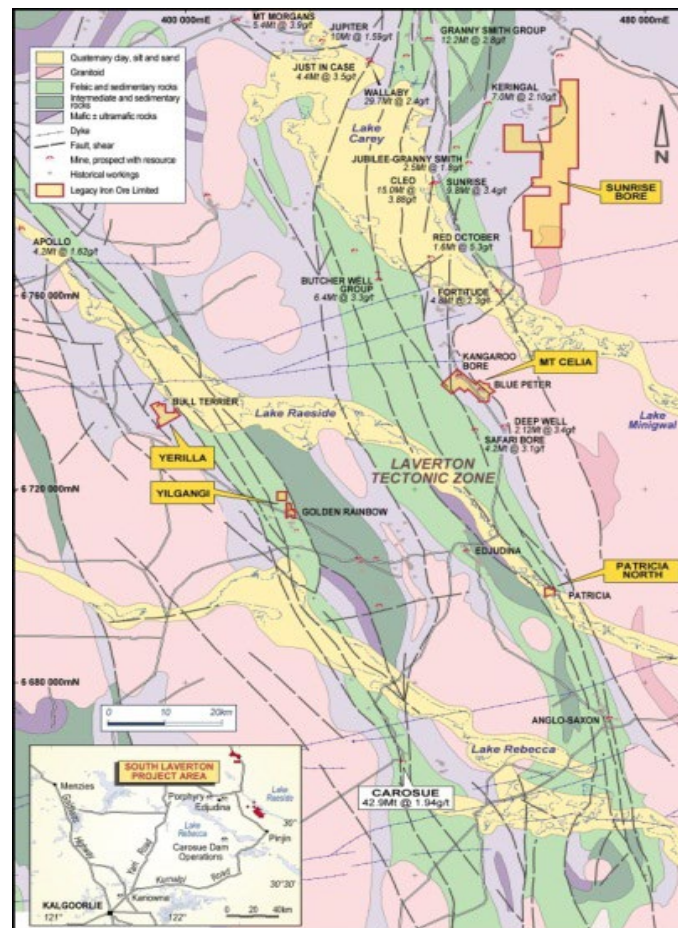 400 000mE
480 000mE
MT MORGANS
5.4Mt @ 3.9g/t
JUPITER
10Mt @ 1.59g/t
GRANNY SMITH GROUP
12.2Mt @ 2.8g/t
Quaternary clay, silt and sand
Granitoid
Felsic and sedimentary rocks
Intermediate and sedimentary
rocks
Mafic ± ultramafic rocks
Dyke
Fault, shear
Mine, prospect with resource
Historical workings
Legacy Iron Ore Limited
JUST IN CASE
4.4Mt @ 3.5g/t
WALLABY
29.7Mt @ 2.4g/t
KERINGAL
7.0Mt @ 2.10g/t
Lake
Carey
N
JUBILEE-GRANNY SMITH
2.5Mt @ 1.8g/t
CLEO
15.0Mt @
3.88g/t
SUNRISE
9.8Mt @ 3.4g/t
SUNRISE
BORE
APOLLO
4.2Mt @ 1.62g/t
RED OCTOBER
1.6Mt @ 5.3g/t
BUTCHER WELL
GROUP
6.4Mt @ 3.3g/t
FORTITUDE
4.8Mt @ 2.3g/t
6 760 000mN
KANGAROO
BORE
MT CELIA
BLUE PETER
BULL TERRIER
Lake Raeside
Lake
Minigwal
DEEP WELL
2.12Mt @ 3.4g/t
SAFARI BORE
4.2Mt @ 3.1g/t
YERILLA
LAVERTON
TECTONIC ZONE
6 720 000mN
YILGANGI
GOLDEN RAINBOW
EDJUDINA
PATRICIA
NORTH
PATRICIA
6 680 000mN
0 10 20km
ANGLO-SAXON
Lake Rebecca
CAROSUE
42.9Mt @ 1.94g/t
SOUTH LAVERTON
PROJECT AREA
Menzies
Goldfields
Highway
Porphyry
Edjudina
Lake
Raeside
Lake
Rebecca
30°
Pinjin
Yarri Road
Carosue Dam
Operations
Kurnalpi Road
30°30'
Kanowna
KALGOORLIE
121°
122°
0 20 40km